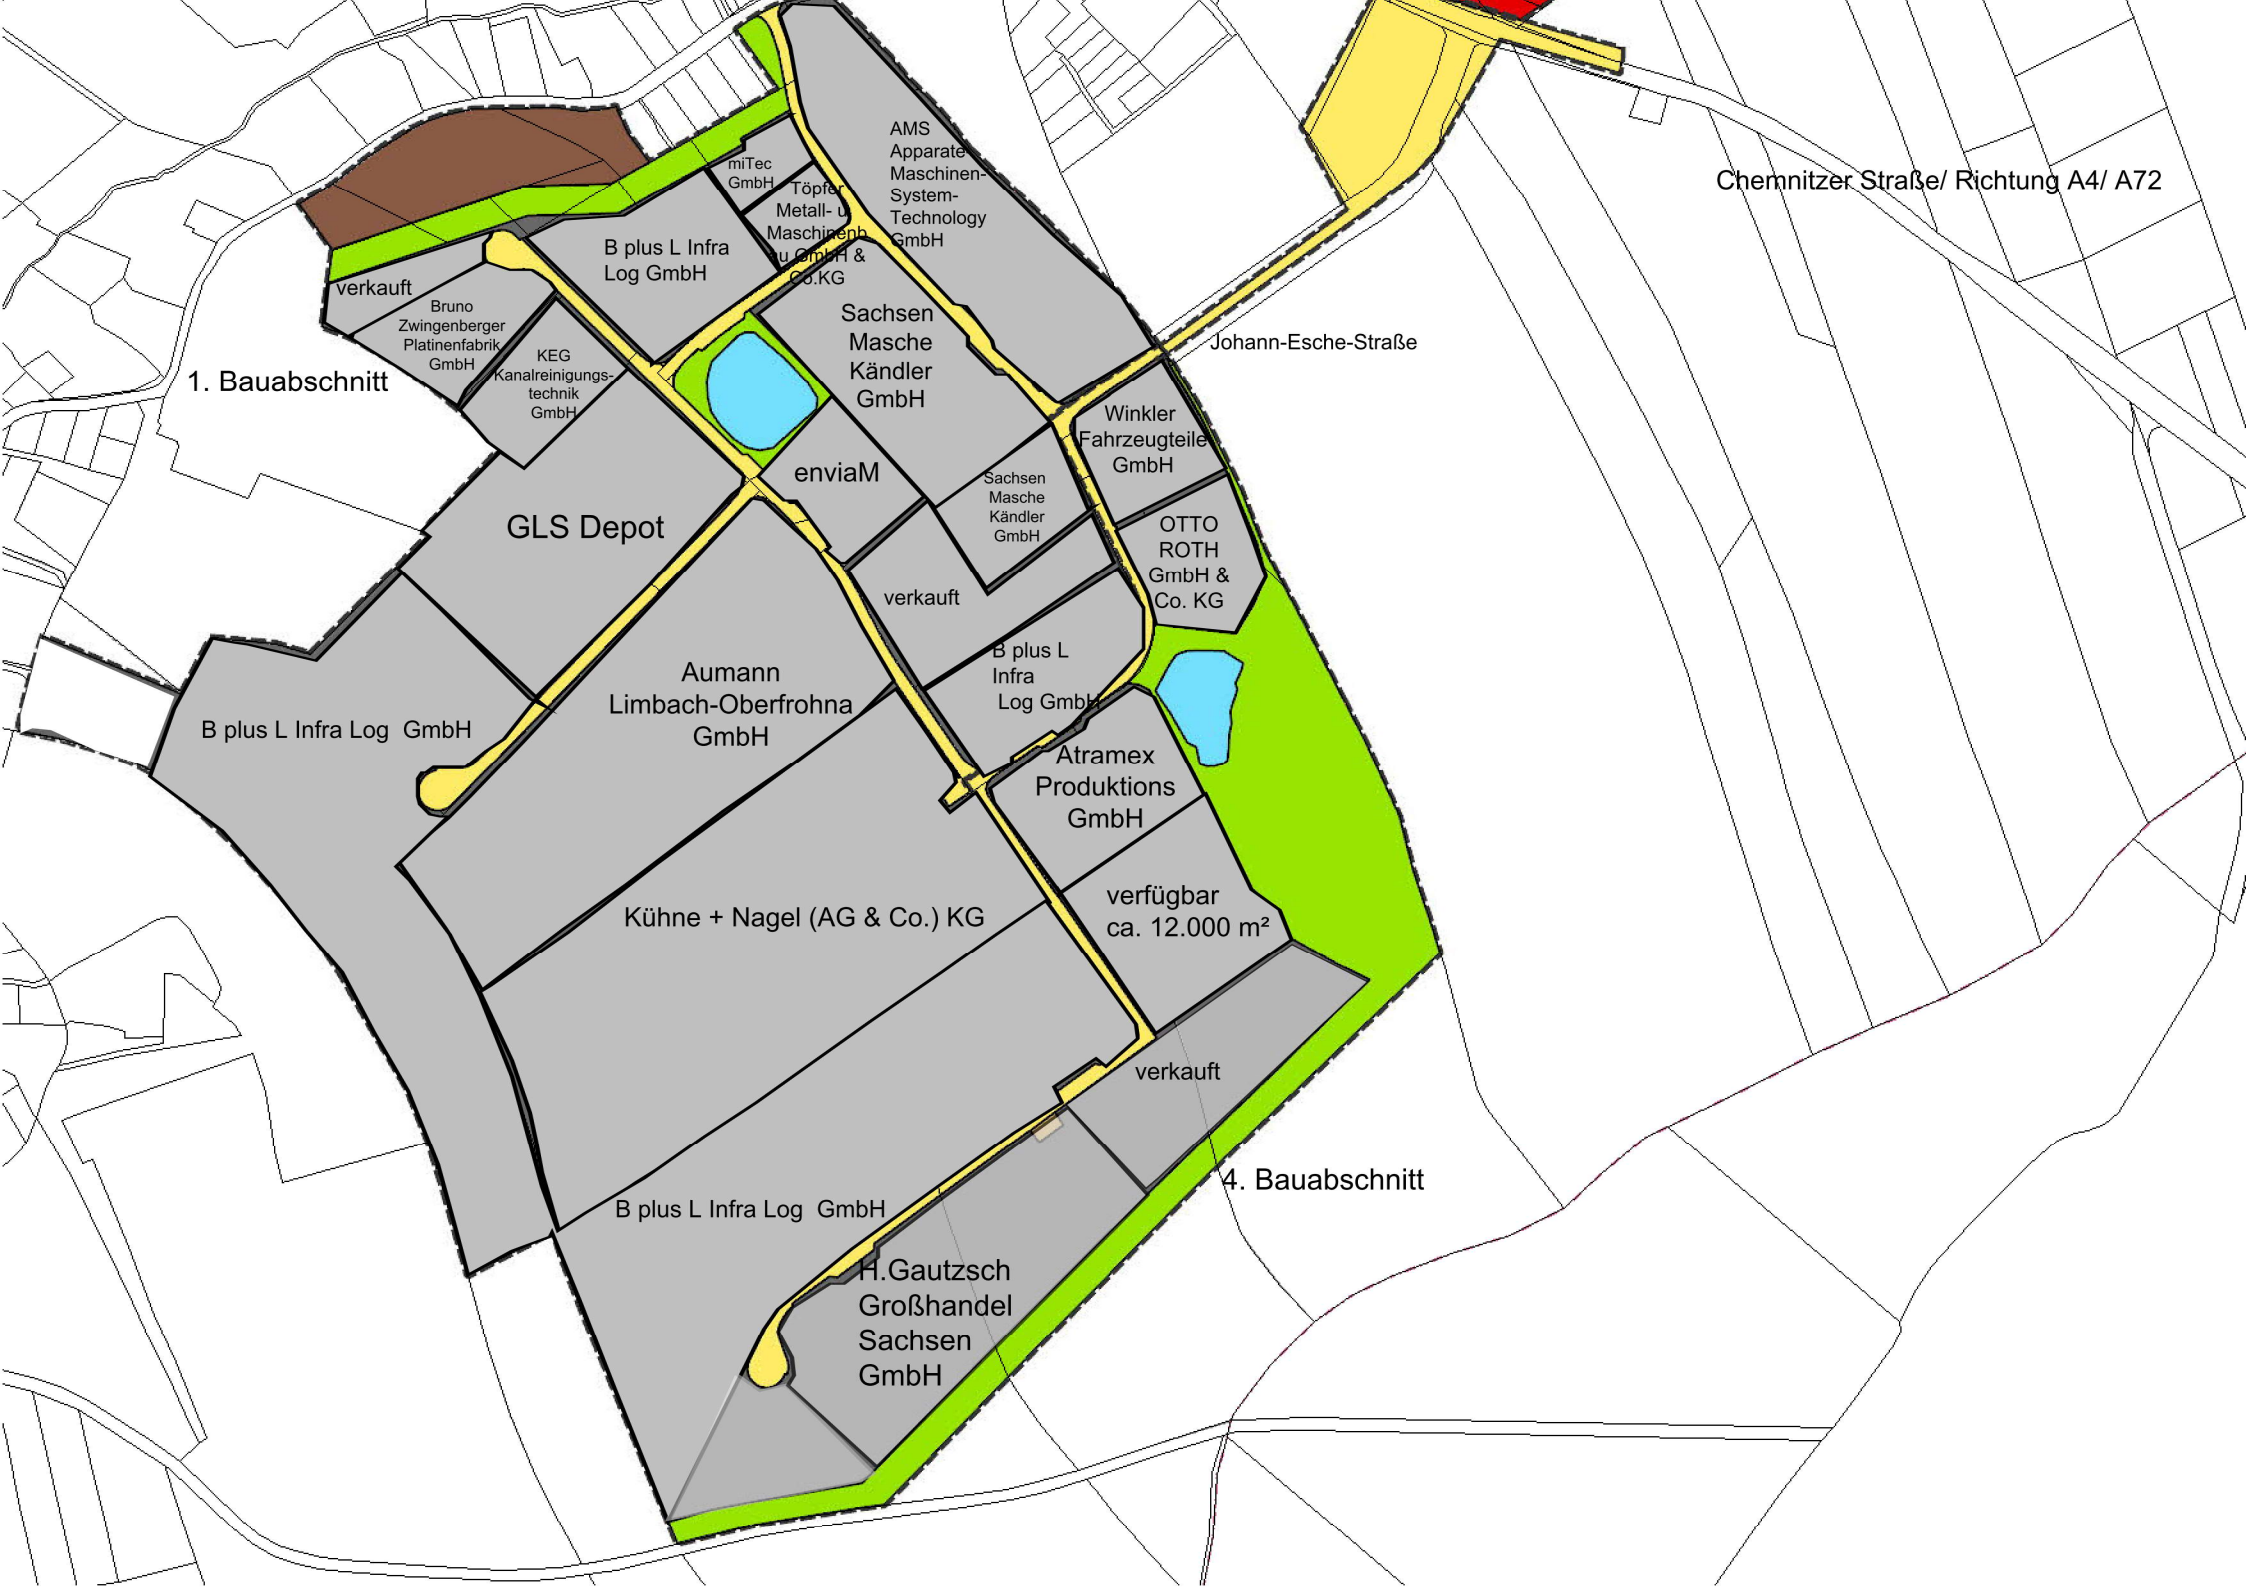 AMS
Apparate
Maschinen-
System-
Technology
GmbH
Chemnitzer Straße/ Richtung A4/ A72
miTec
GmbH
Töpfer
Metall- u
Maschinenb
au GmbH &
Co.KG
B plus L Infra
Log GmbH
verkauft
Bruno
Zwingenberger
Platinenfabrik
GmbH
KEG
Kanalreinigungs-
technik
GmbH
1. Bauabschnitt
Sachsen
Masche
Kändler
GmbH
Johann-Esche-Straße
Winkler
Fahrzeugteile
GmbH
enviaM
Sachsen
Masche
Kändler
GmbH
GLS Depot
OTTO
ROTH
GmbH &
Co. KG
verkauft
B plus L
Infra
Log GmbH
Aumann
Limbach-Oberfrohna
GmbH
B plus L Infra Log GmbH
Atramex
Produktions
GmbH
verfügbar
ca. 12.000 m²
Kühne + Nagel (AG & Co.) KG
verkauft
4. Bauabschnitt
B plus L Infra Log GmbH
H.Gautzsch
Großhandel
Sachsen
GmbH